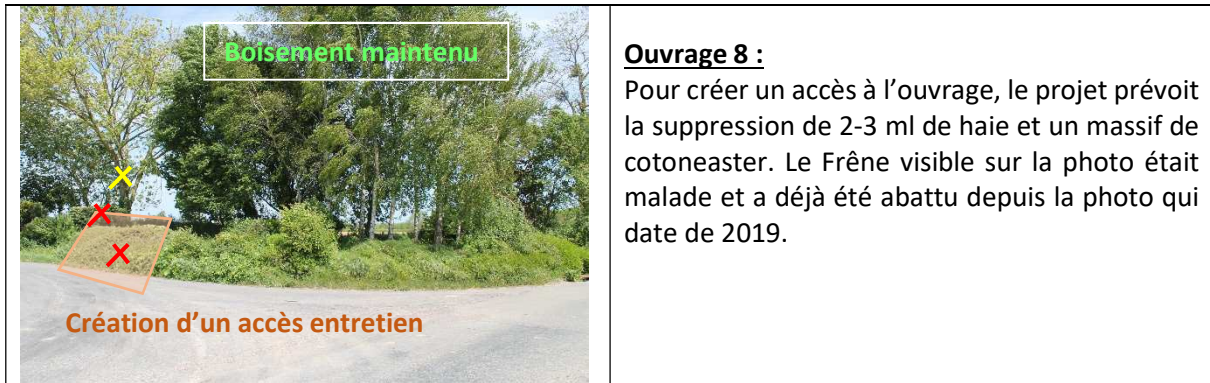 Boisement maintenu
Création d’un accès entretien
Ouvrage 8 :
Pour créer un accès à l’ouvrage, le projet prévoit
la suppression de 2-3 ml de haie et un massif de
cotoneaster. Le Frêne visible sur la photo était
malade et a déjà été abattu depuis la photo qui
date de 2019.